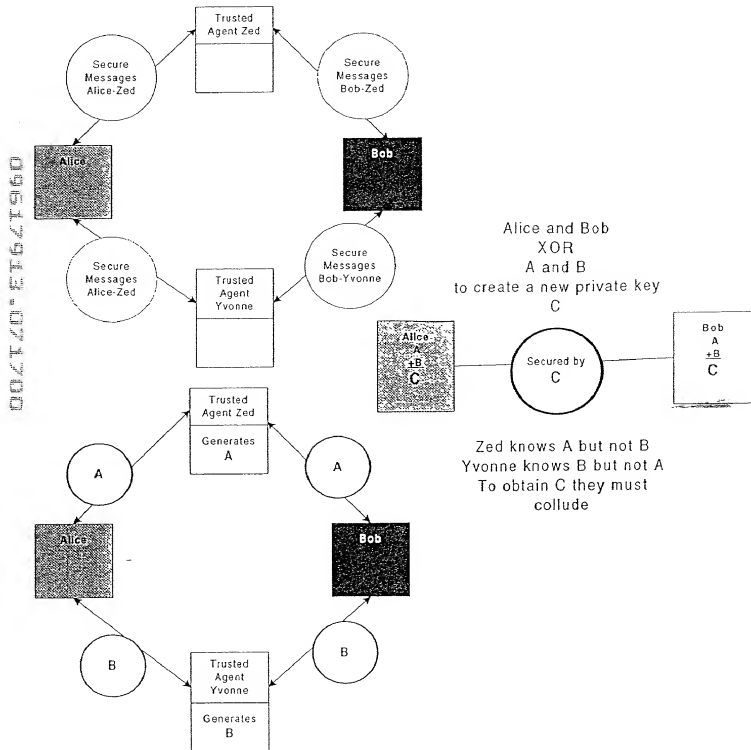 Trusted
Agent Zed
Secure
Messages
Alice-Zed
Secure
Messages
Bob-Zed
Alice
Bob
Secure
Messages
Alice-Zed
Secure
Messages
Bob-Yvonne
Trusted
Agent
Yvonne
09617913.071700
Alice and Bob
XOR
A and B
to create a new private key
C
Alice
A
+B
C
Secured by
C
Bob
A
+B
C
Zed knows A but not B
Yvonne knows B but not A
To obtain C they must
collude
Trusted
Agent Zed
Generates
A
A
A
Alice
Bob
B
B
Trusted
Agent
Yvonne
Generates
B